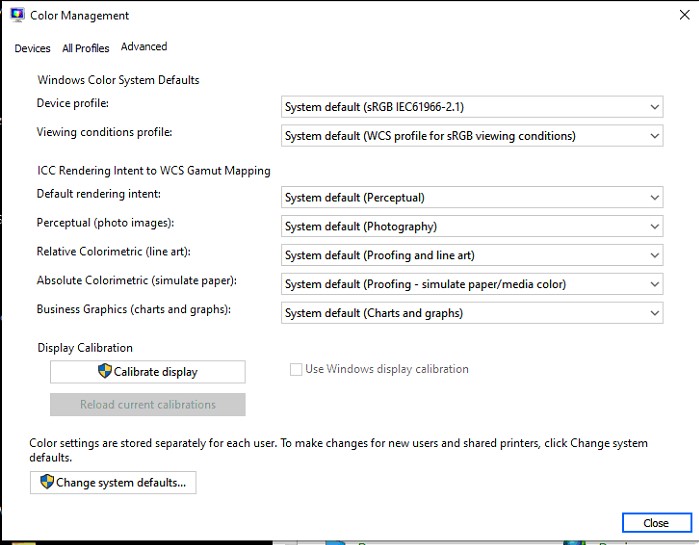 Color Management
Devices All Profiles Advanced
Windows Color System Defaults
Device profile: System default (sRGB IEC61966-2.1)
Viewing conditions profile: System default (WCS profile for sRGB viewing conditions)
ICC Rendering Intent to WCS Gamut Mapping
Default rendering intent: System default (Perceptual)
Perceptual (photo images): System default (Photography)
Relative Colorimetric (line art): System default (Proofing and line art)
Absolute Colorimetric (simulate paper): System default (Proofing - simulate paper/media color)
Business Graphics (charts and graphs): System default (Charts and graphs)
Display Calibration
Calibrate display Use Windows display calibration
Reload current calibrations
Color settings are stored separately for each user. To make changes for new users and shared printers, click Change system
defaults.
Change system defaults...
Close